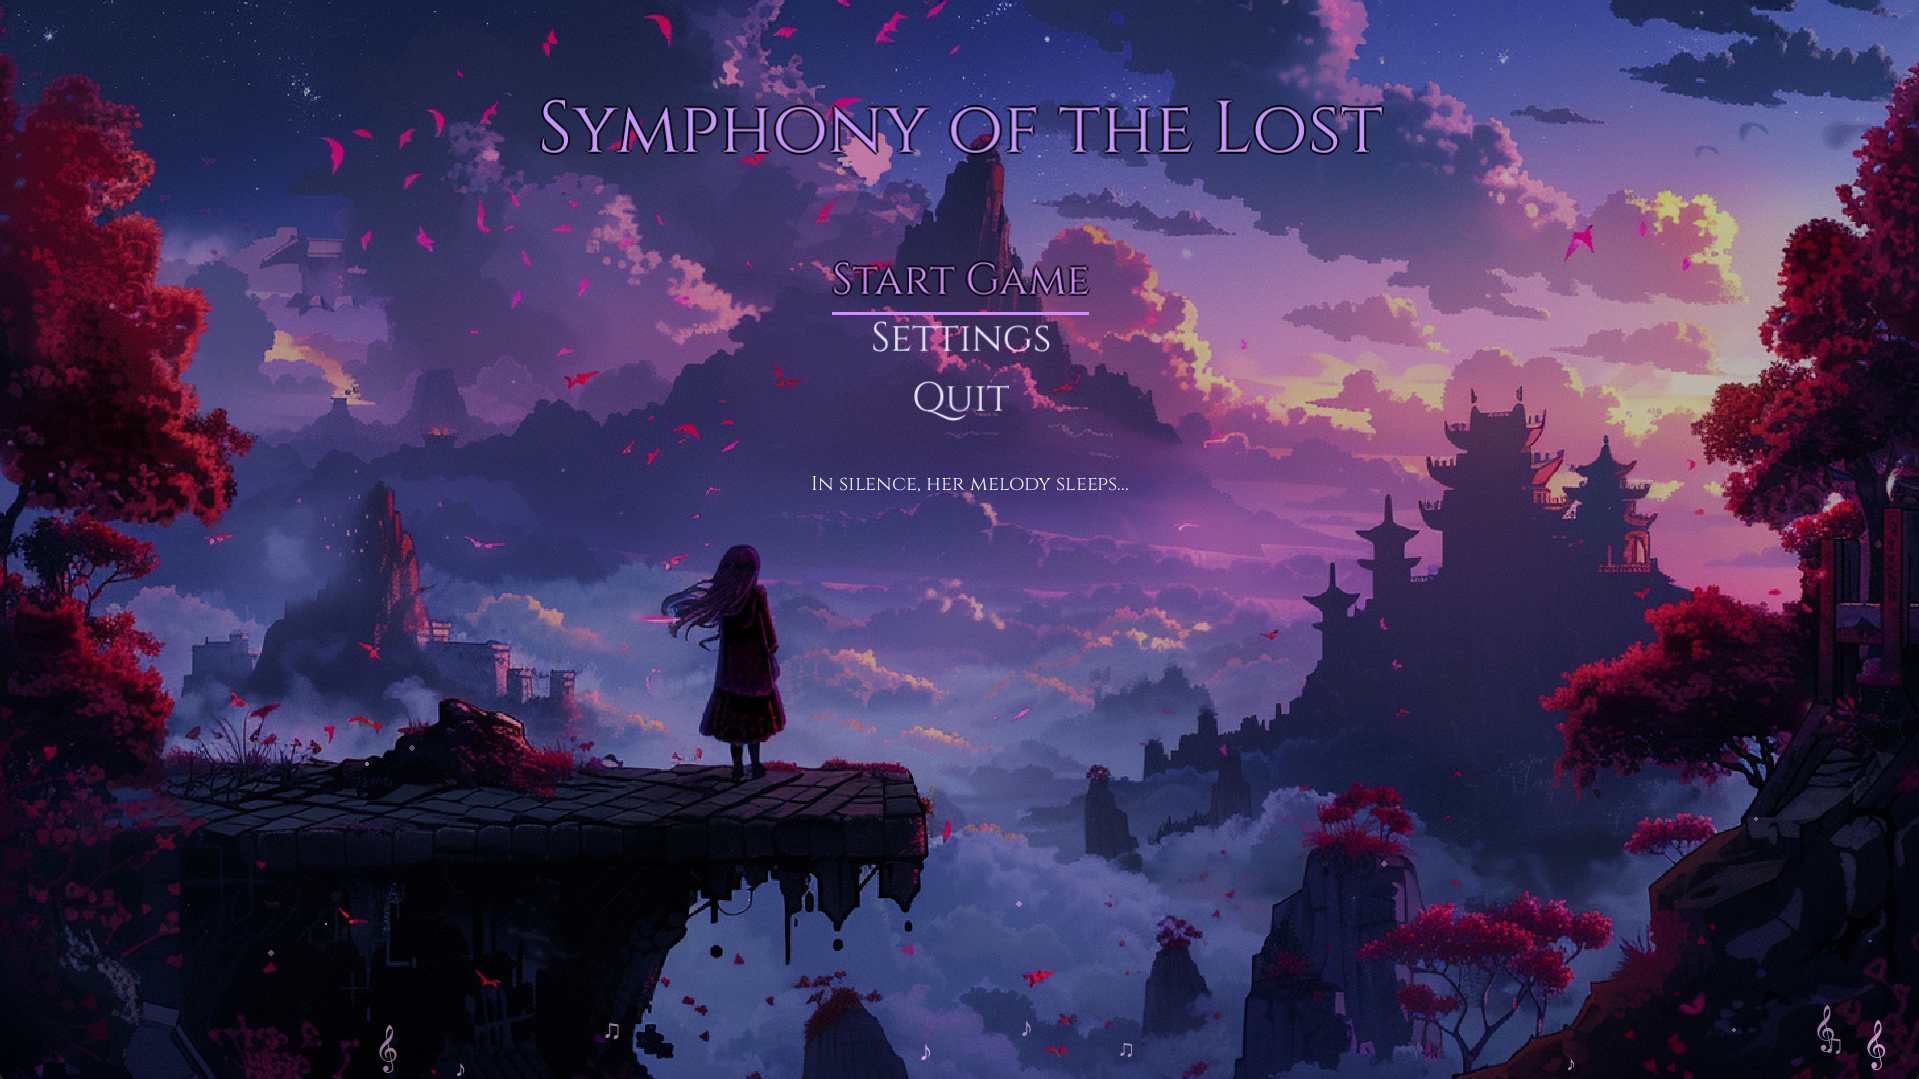 Symphony of the Lost
Start Game
Settings
Quit
In silence, her melody sleeps...